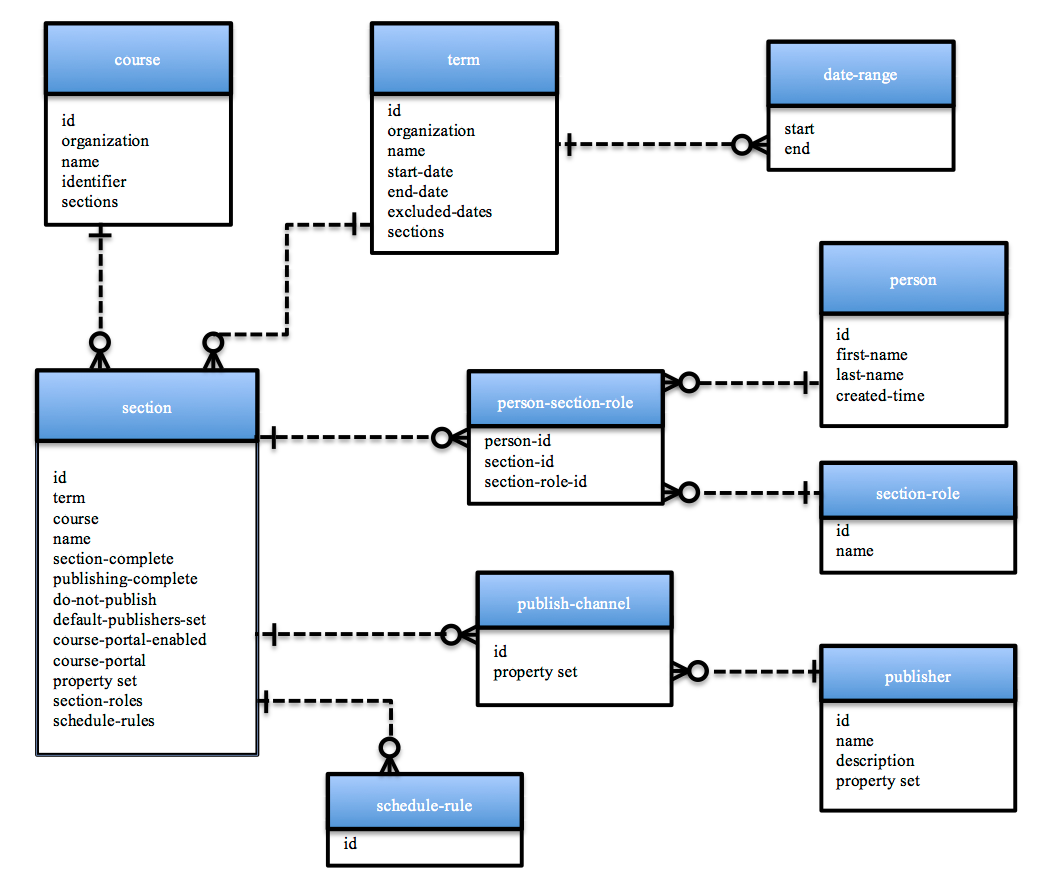 course
id
organization
name
identifier
sections
term
id
organization
name
start-date
end-date
excluded-dates
sections
date-range
start
end
person
id
first-name
last-name
created-time
section
id
term
course
name
section-complete
publishing-complete
do-not-publish
default-publishers-set
course-portal-enabled
course-portal
property set
section-roles
schedule-rules
person-section-role
person-id
section-id
section-role-id
section-role
id
name
publish-channel
id
property set
publisher
id
name
description
property set
schedule-rule
id